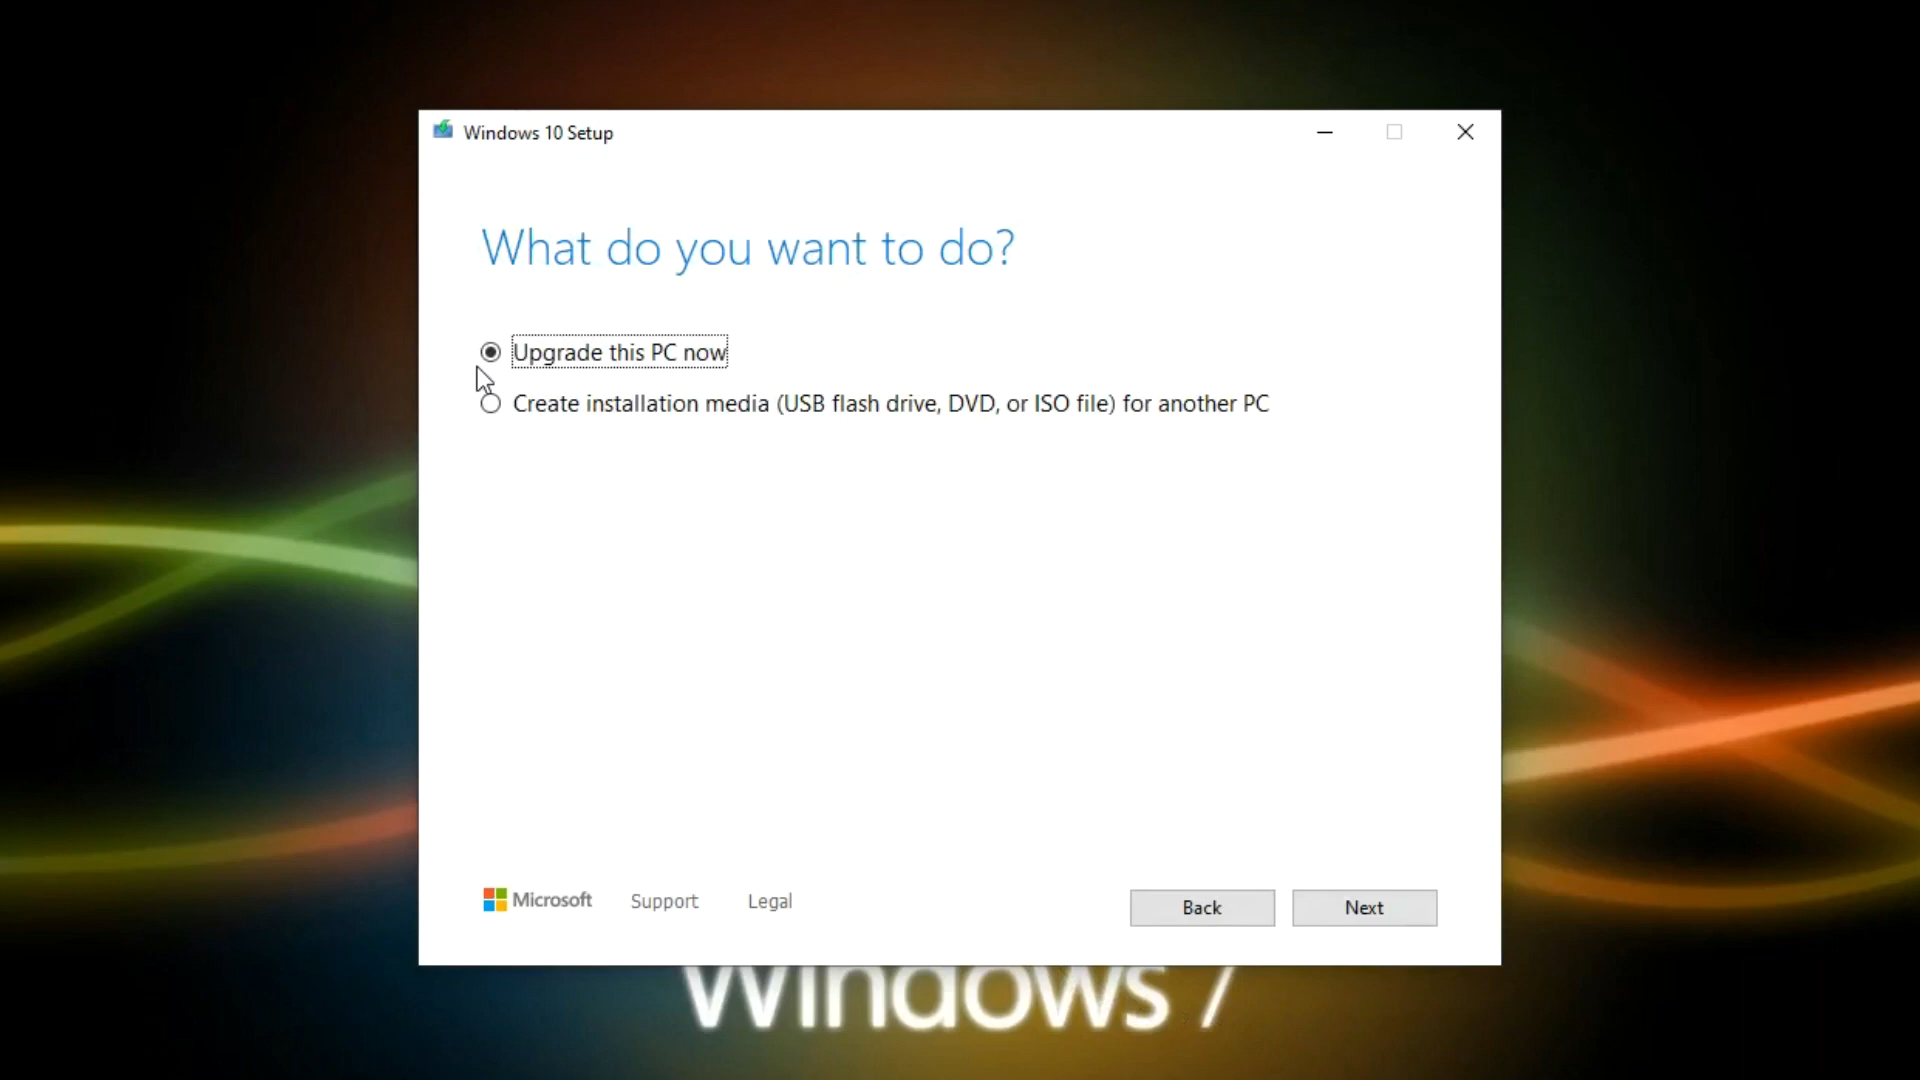 Windows 10 Setup
What do you want to do?
Upgrade this PC now
Create installation media (USB flash drive, DVD, or ISO file) for another PC
Microsoft Support Legal Back Next
Windows 7